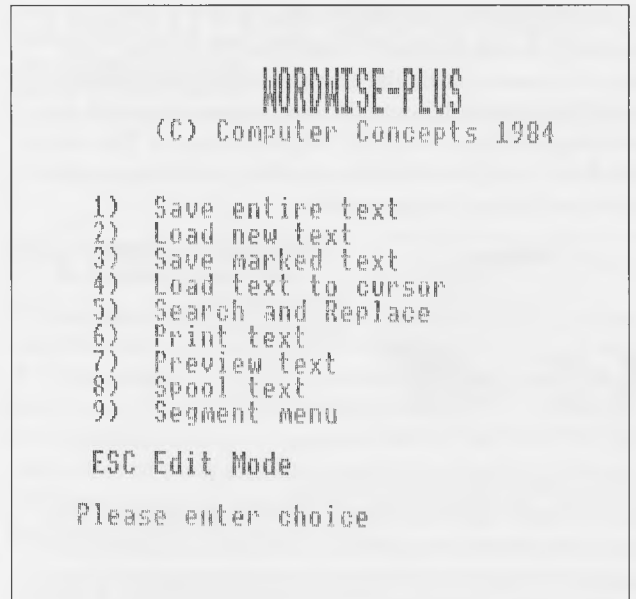 WORDWISE-PLUS
(C) Computer Concepts 1984
1) Save entire text
2) Load new text
3) Save marked text
4) Load text to cursor
5) Search and Replace
6) Print text
7) Preview text
8) Spool text
9) Segment menu
ESC Edit Mode
Please enter choice